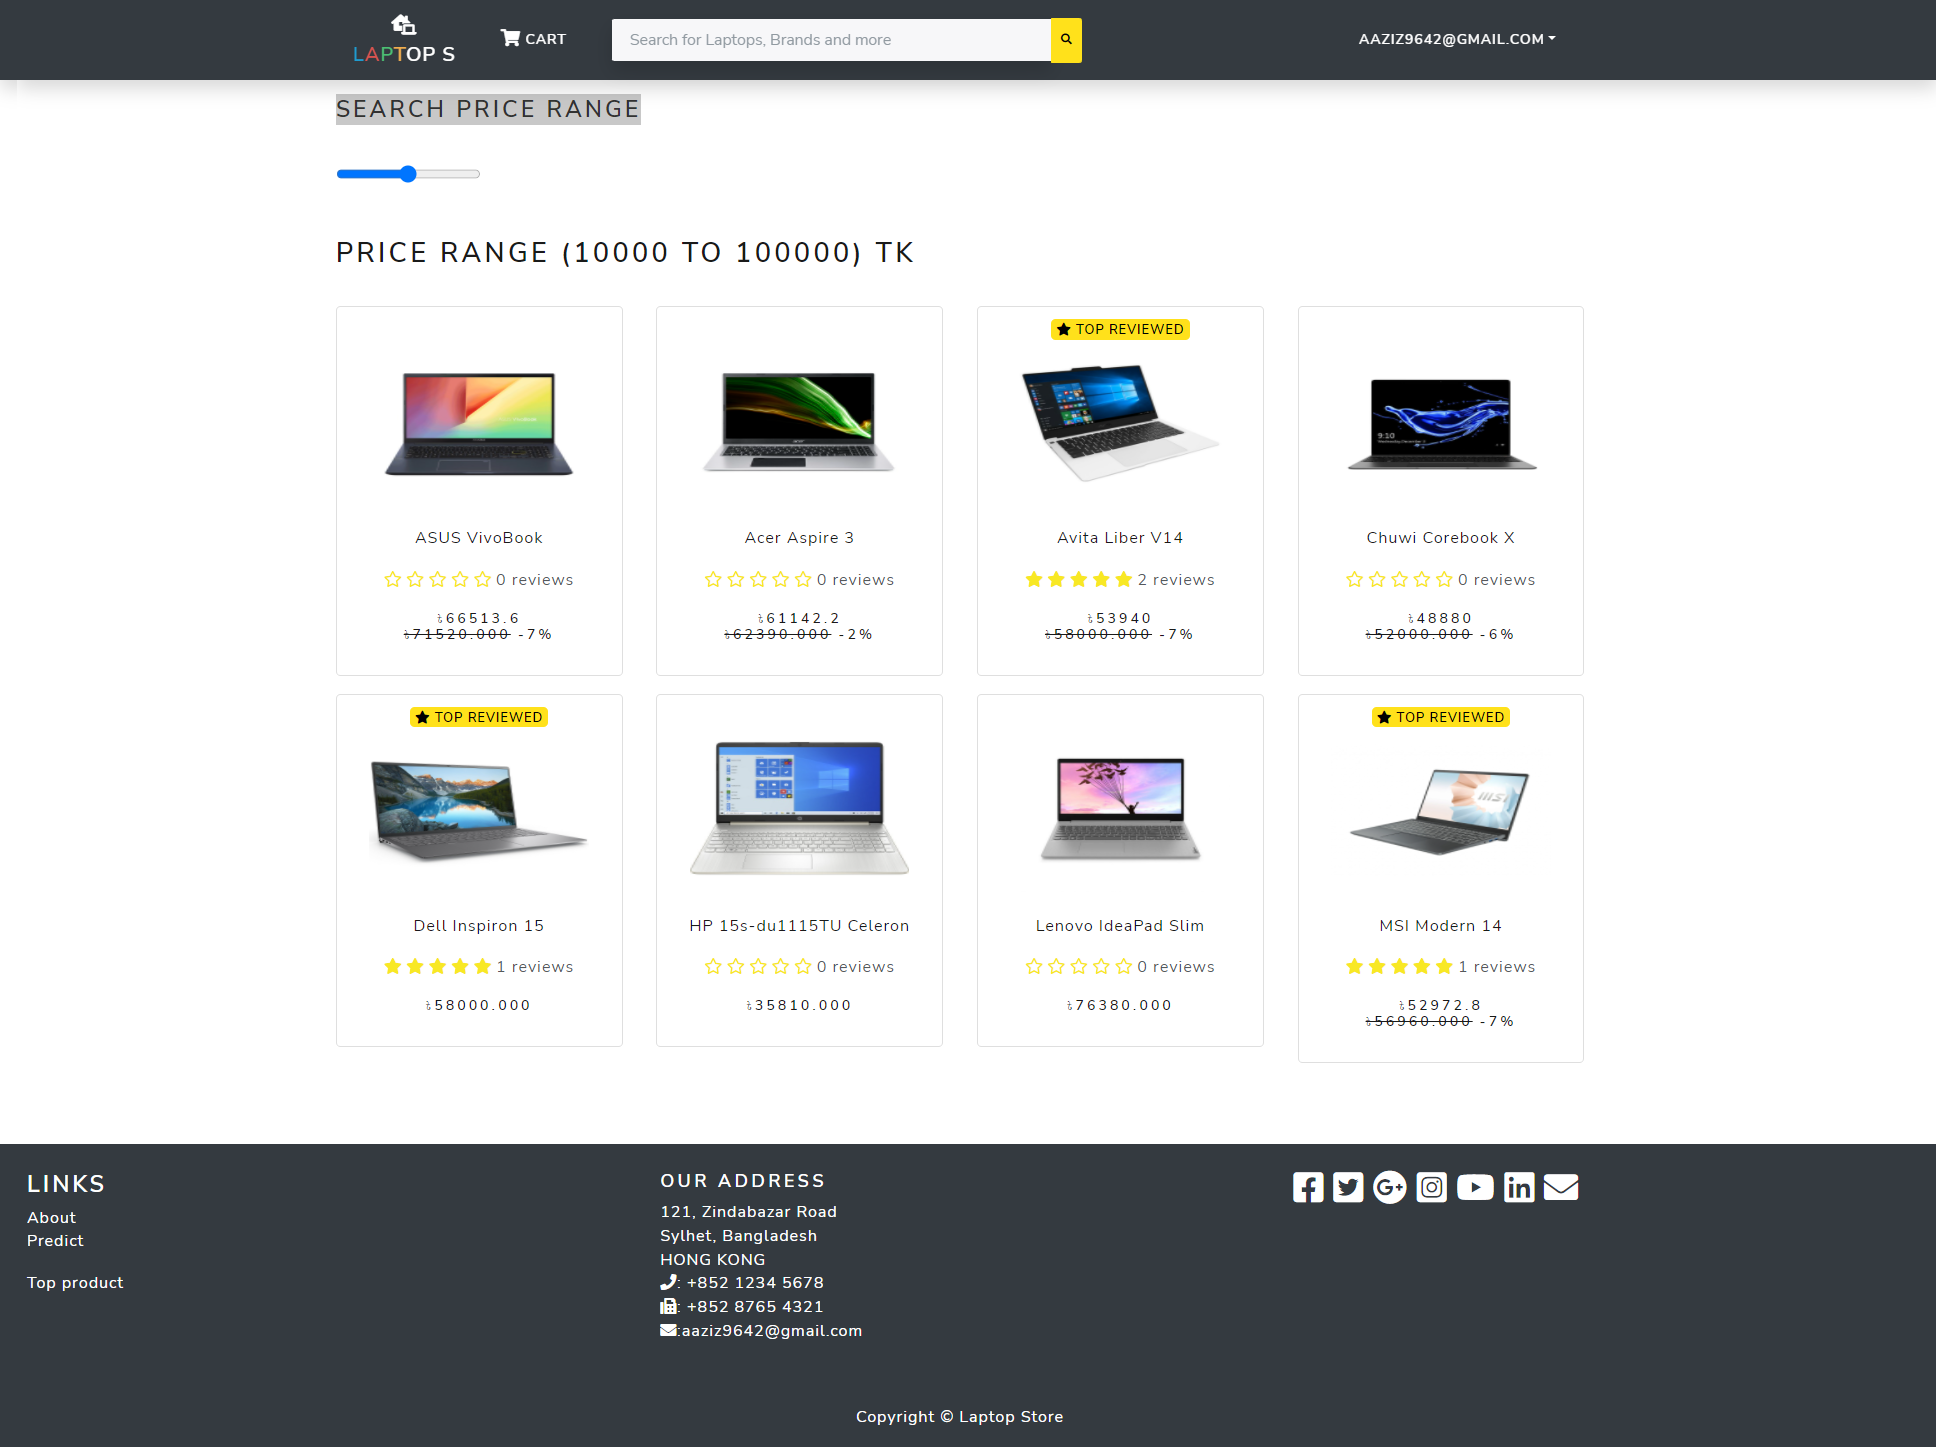 LAPTOP S
CART
Search for Laptops, Brands and more
AAZIZ9642@GMAIL.COM
SEARCH PRICE RANGE
PRICE RANGE (10000 TO 100000) TK
ASUS VivoBook
0 reviews
৳66513.6
৳71520.000 -7%
Acer Aspire 3
0 reviews
৳61142.2
৳62390.000 -2%
TOP REVIEWED
Avita Liber V14
2 reviews
৳53940
৳58000.000 -7%
9:10
Chuwi Corebook X
0 reviews
৳48880
৳52000.000 -6%
TOP REVIEWED
Dell Inspiron 15
1 reviews
৳58000.000
HP 15s-du1115TU Celeron
0 reviews
৳35810.000
Lenovo IdeaPad Slim
0 reviews
৳76380.000
TOP REVIEWED
msi
MSI Modern 14
1 reviews
৳52972.8
৳56960.000 -7%
LINKS
About
Predict
Top product
OUR ADDRESS
121, Zindabazar Road
Sylhet, Bangladesh
HONG KONG
: +852 1234 5678
: +852 8765 4321
:aaziz9642@gmail.com
Copyright © Laptop Store